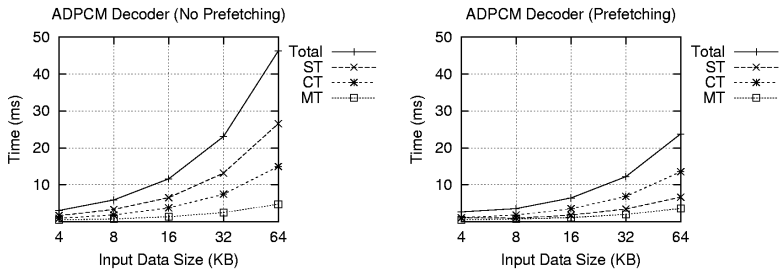 ADPCM Decoder (No Prefetching)
50
40
30
20
10
Time (ms)
4 8 16 32 64
Input Data Size (KB)
Total
ST
CT
MT
ADPCM Decoder (Prefetching)
50
40
30
20
10
Time (ms)
4 8 16 32 64
Input Data Size (KB)
Total
ST
CT
MT